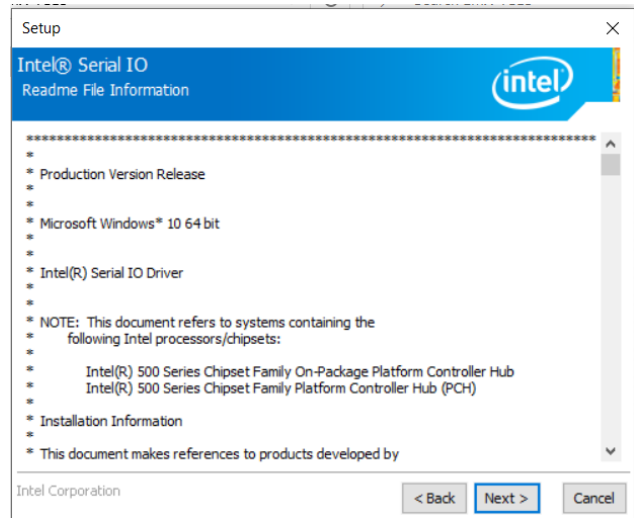 Setup
Intel® Serial IO
Readme File Information
intel
***************************************************************************
*
* Production Version Release
*
*
* Microsoft Windows* 10 64 bit
*
*
* Intel(R) Serial IO Driver
*
*
* NOTE: This document refers to systems containing the
* following Intel processors/chipsets:
*
* Intel(R) 500 Series Chipset Family On-Package Platform Controller Hub
* Intel(R) 500 Series Chipset Family Platform Controller Hub (PCH)
*
* Installation Information
*
* This document makes references to products developed by
Intel Corporation
< Back
Next >
Cancel